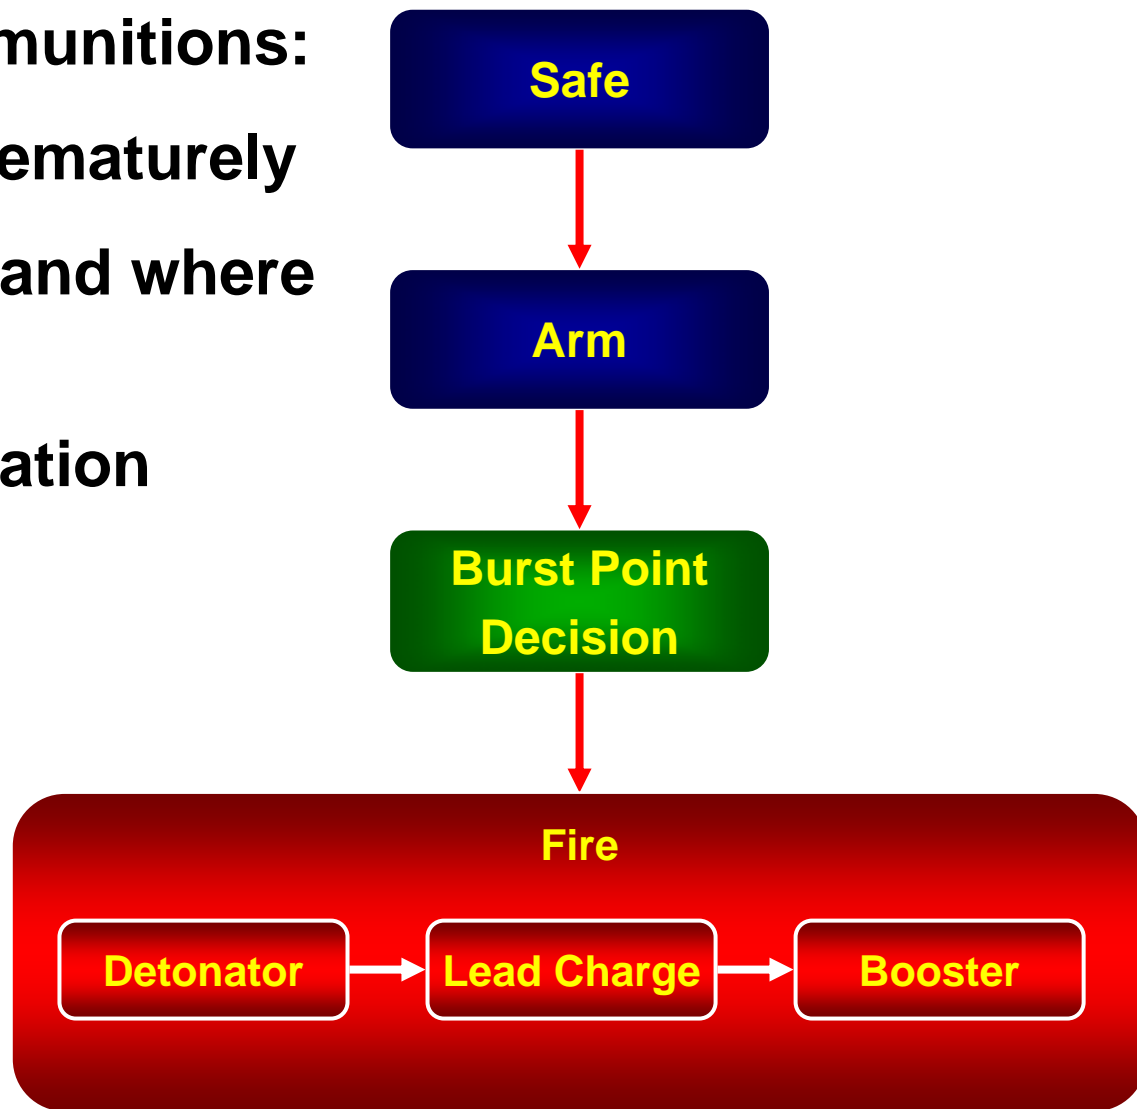 munitions:
ematurely
and where
ation
Safe
Arm
Burst Point
Decision
Fire
Detonator
Lead Charge
Booster